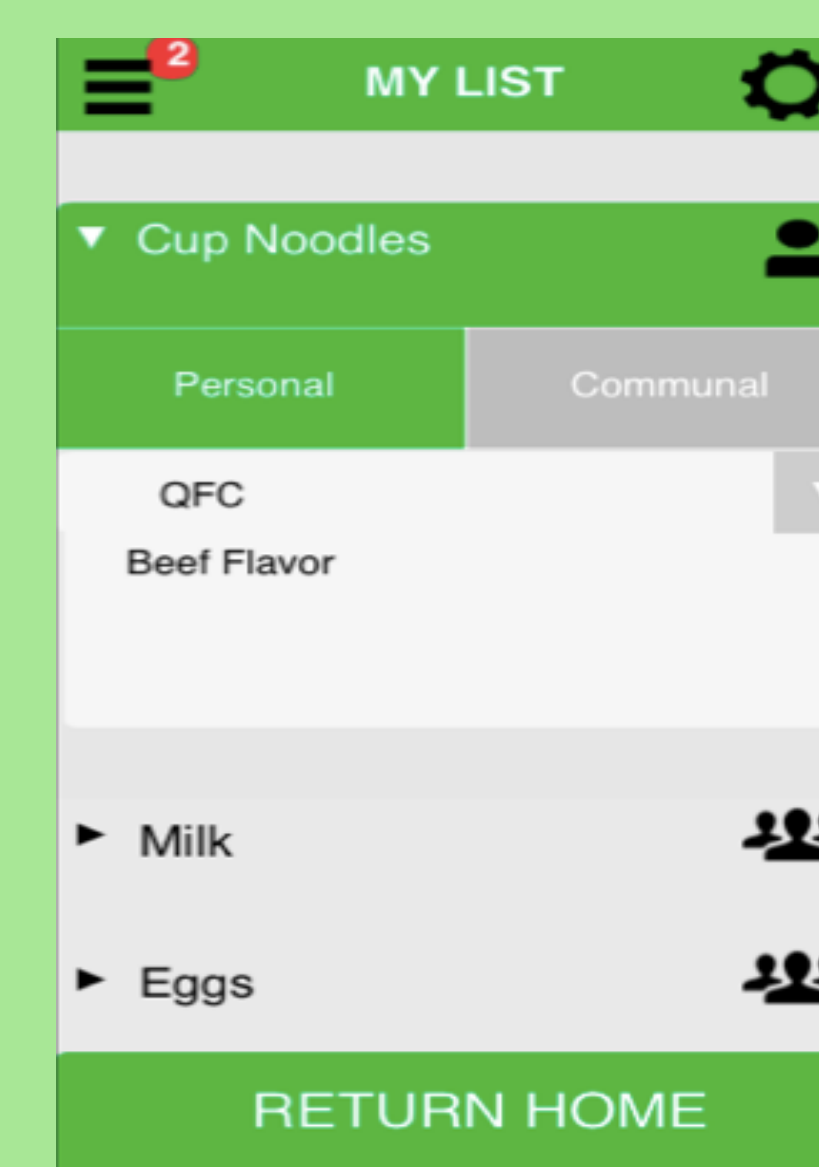 2
MY LIST
Cup Noodles
Personal Communal
QFC
Beef Flavor
Milk
Eggs
RETURN HOME